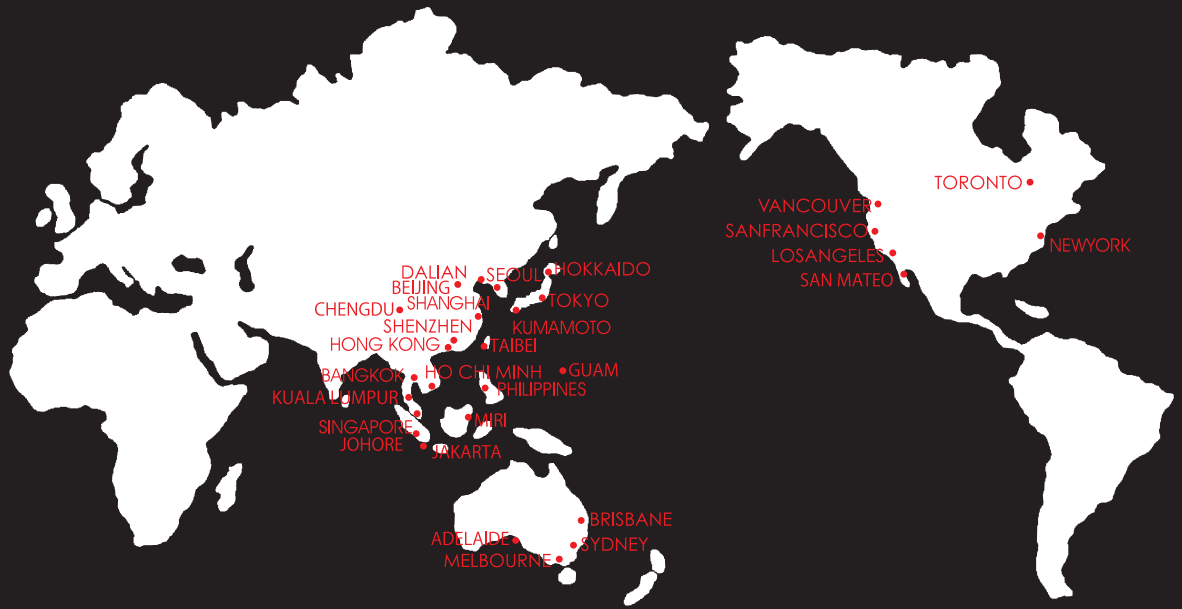 TORONTO
VANCOUVER
SANFRANCISCO
NEWYORK
LOSANGELES
SAN MATEO
DALIAN
SEOUL
HOKKAIDO
BEIJING
SHANGHAI
TOKYO
CHENGDU
SHENZHEN
KUMAMOTO
HONG KONG
TAIBEI
BANGKOK
HO CHI MINH
GUAM
KUALA LUMPUR
PHILIPPINES
SINGAPORE
MIRI
JOHORE
JAKARTA
BRISBANE
ADELAIDE
SYDNEY
MELBOURNE